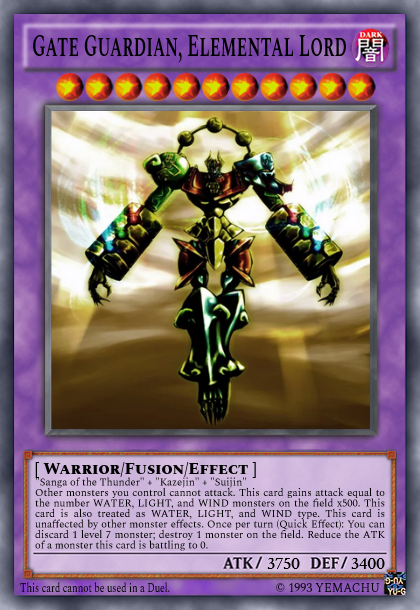 GATE GUARDIAN, ELEMENTAL LORD
DARK
闇
[ WARRIOR/FUSION/EFFECT ]
"Sanga of the Thunder" + "Kazejin" + "Suijin"
Other monsters you control cannot attack. This card gains attack equal to
the number WATER, LIGHT, and WIND monsters on the field x500. This
card is also treated as WATER, LIGHT, and WIND type. This card is
unaffected by other monster effects. Once per turn (Quick Effect): You can
discard 1 level 7 monster; destroy 1 monster on the field. Reduce the ATK
of a monster this card is battling to 0.
ATK / 3750 DEF / 3400
This card cannot be used in a Duel. © 1993 YEMACHU